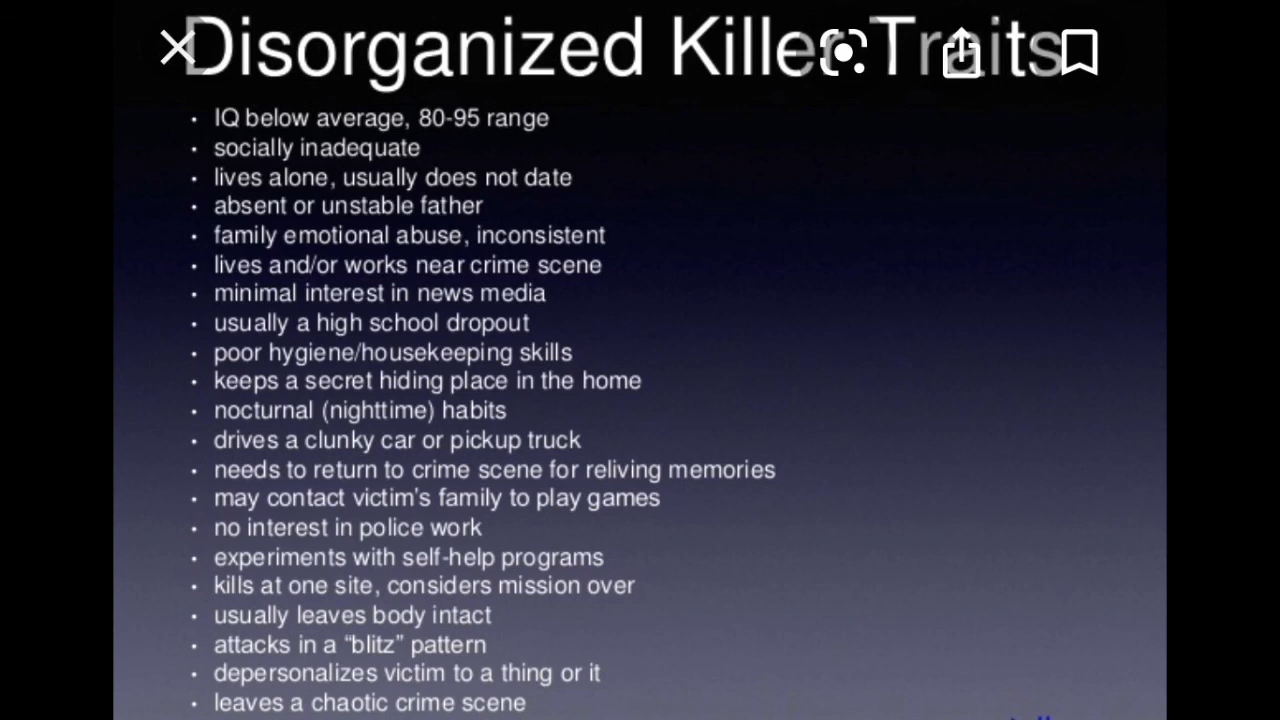 Disorganized Killer Traits
• IQ below average, 80-95 range
• socially inadequate
• lives alone, usually does not date
• absent or unstable father
• family emotional abuse, inconsistent
• lives and/or works near crime scene
• minimal interest in news media
• usually a high school dropout
• poor hygiene/housekeeping skills
• keeps a secret hiding place in the home
• nocturnal (nighttime) habits
• drives a clunky car or pickup truck
• needs to return to crime scene for reliving memories
• may contact victim's family to play games
• no interest in police work
• experiments with self-help programs
• kills at one site, considers mission over
• usually leaves body intact
• attacks in a “blitz” pattern
• depersonalizes victim to a thing or it
• leaves a chaotic crime scene